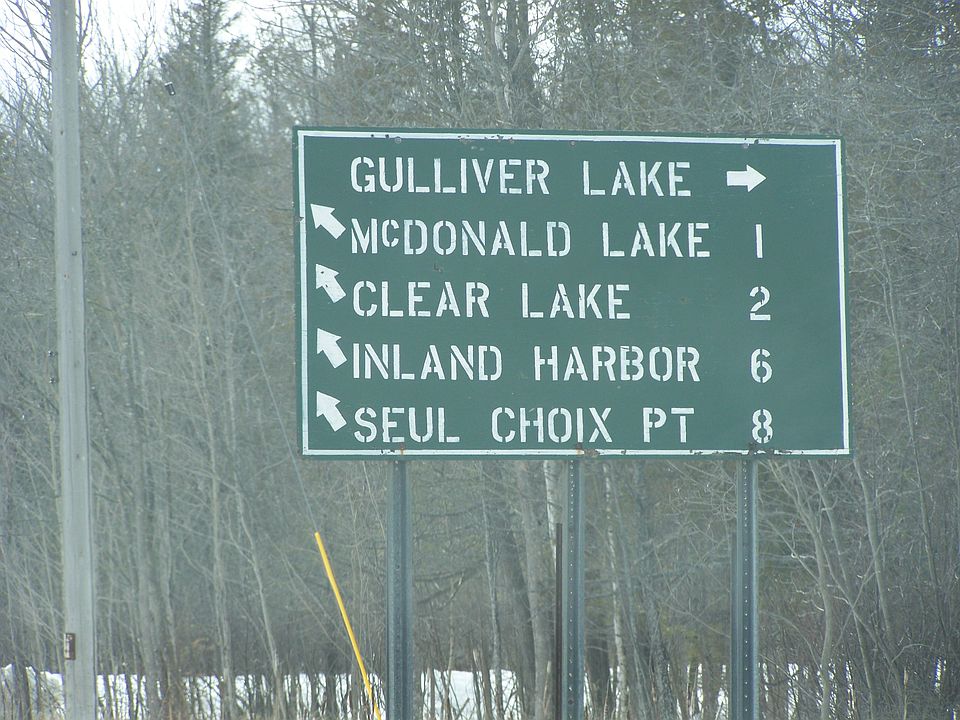 GULLIVER LAKE →
↖ McDONALD LAKE 1
↖ CLEAR LAKE 2
↖ INLAND HARBOR 6
↖ SEUL CHOIX PT 8